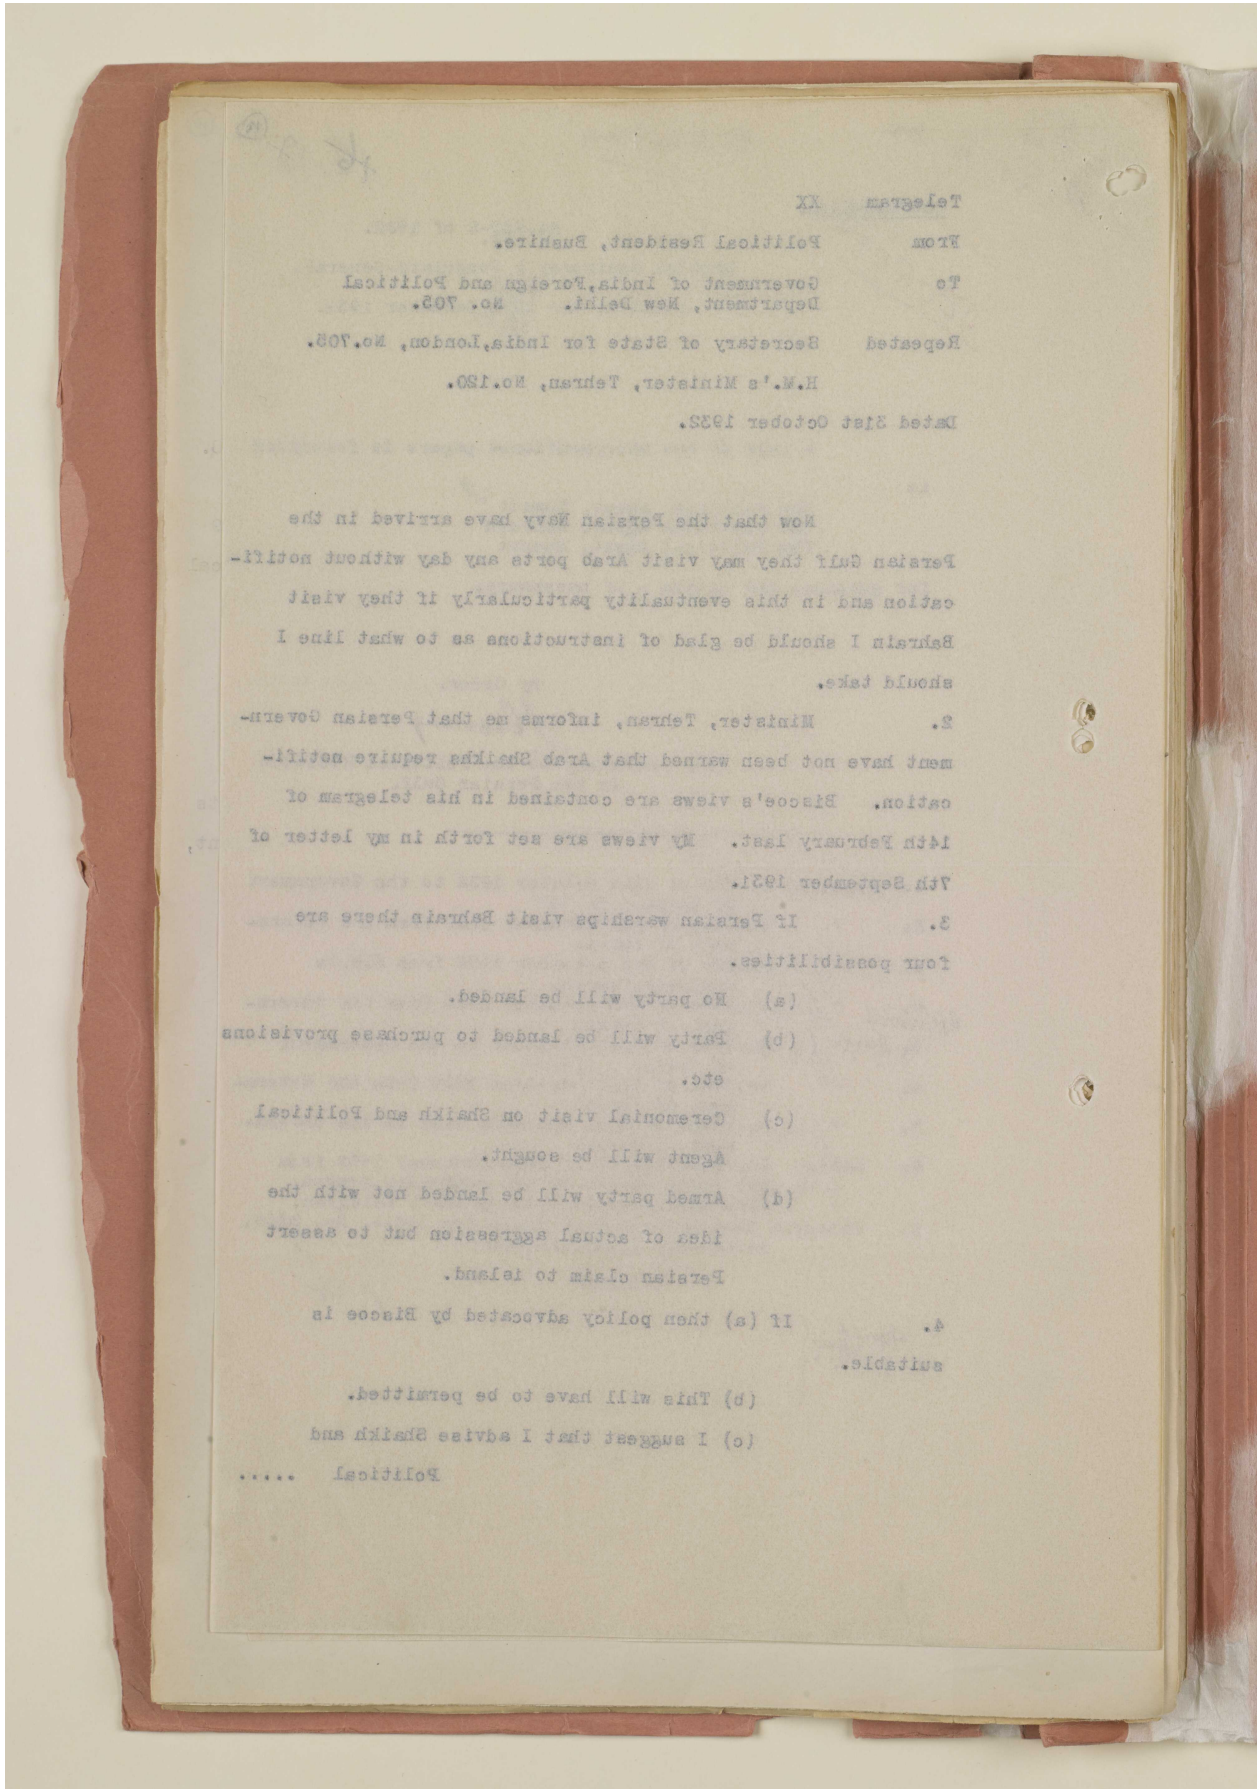 Telegram XX
From Political Resident, Bushire.
To Government of India,Foreign and Political
Department, New Delhi. No. 705.
Repeated Secretary of State for India,London, No.705.
H.M.'s Minister, Tehran, No.120.
Dated 31st October 1932.
Now that the Persian Navy have arrived in the
Persian Gulf they may visit Arab ports any day without notifi-
cation and in this eventuality particularly if they visit
Bahrain I should be glad of instructions as to what line I
should take.
2. Minister, Tehran, informs me that Persian Govern-
ment have not been warned that Arab Shaikhs require notifi-
cation. Biscoe's views are contained in his telegram of
14th February last. My views are set forth in my letter of
7th September 1931.
3. If Persian warships visit Bahrain there are
four possibilities.
(a) No party will be landed.
(b) Party will be landed to purchase provisions
etc.
(c) Ceremonial visit on Shaikh and Political
Agent will be sought.
(d) Armed party will be landed not with the
idea of actual aggression but to assert
Persian claim to island.
4. If (a) then policy advocated by Biscoe is
suitable.
(b) This will have to be permitted.
(c) I suggest that I advise Shaikh and
Political .....